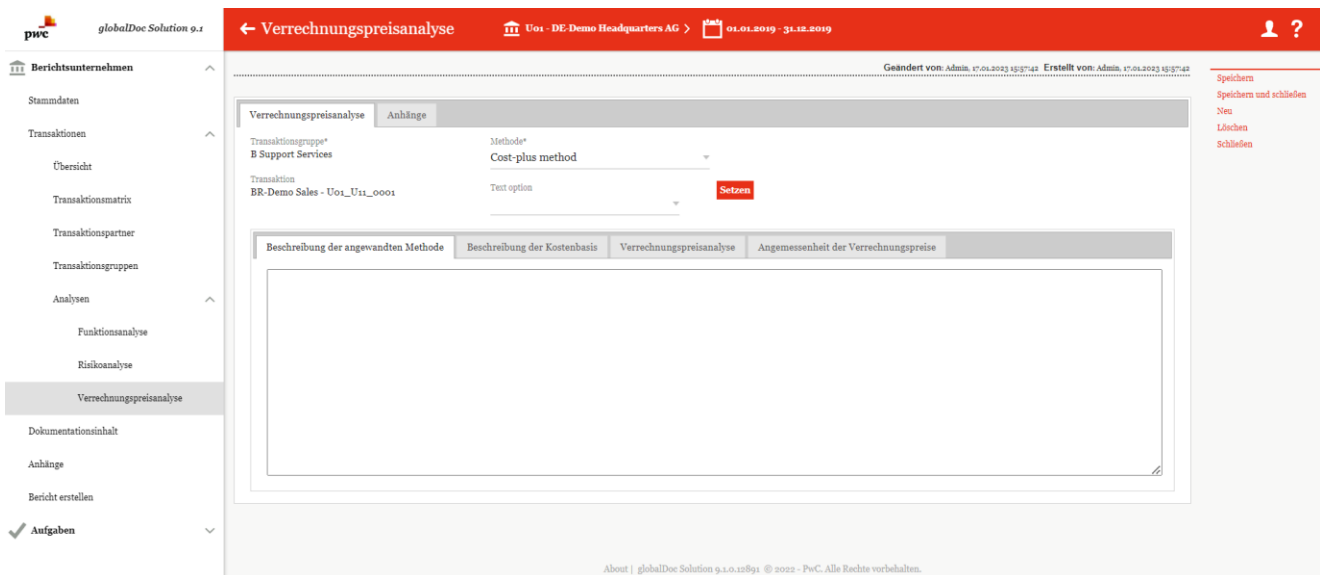 pwc
globalDoc Solution 9.1
← Verrechnungspreisanalyse
U01 - DE-Demo Headquarters AG >
01.01.2019 - 31.12.2019
?
Berichtsunternehmen
Stammdaten
Transaktionen
Übersicht
Transaktionsmatrix
Transaktionspartner
Transaktionsgruppen
Analysen
Funktionsanalyse
Risikoanalyse
Verrechnungspreisanalyse
Dokumentationsinhalt
Anhänge
Bericht erstellen
Aufgaben
Geändert von: Admin, 17.01.2023 15:57:42 Erstellt von: Admin, 17.01.2023 15:57:42
Verrechnungspreisanalyse
Anhänge
Transaktionsgruppe*
B Support Services
Methode*
Cost-plus method
Transaktion
BR-Demo Sales - U01_U11_0001
Text option
Setzen
Beschreibung der angewandten Methode
Beschreibung der Kostenbasis
Verrechnungspreisanalyse
Angemessenheit der Verrechnungspreise
Speichern
Speichern und schließen
Neu
Löschen
Schließen
About | globalDoc Solution 9.1.0.12891 © 2022 - PwC. Alle Rechte vorbehalten.